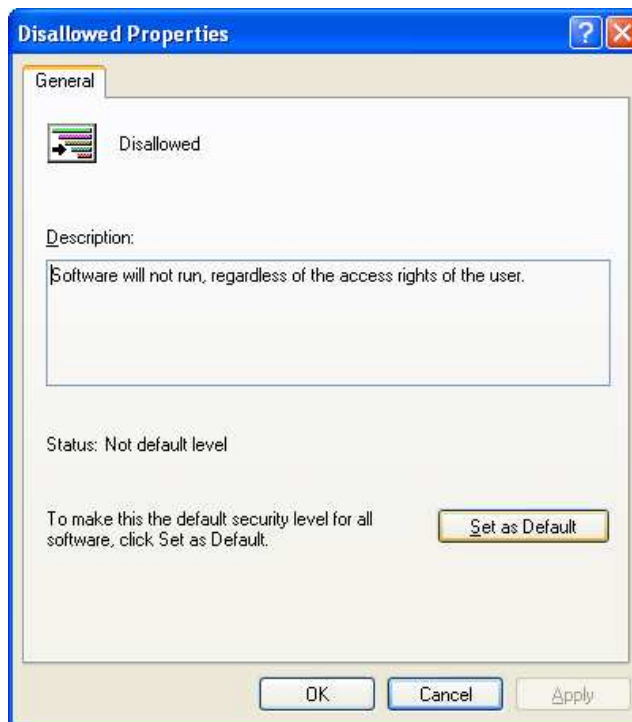 Disallowed Properties
General
Disallowed
Description:
Software will not run, regardless of the access rights of the user.
Status: Not default level
To make this the default security level for all
software, click Set as Default.
Set as Default
OK
Cancel
Apply